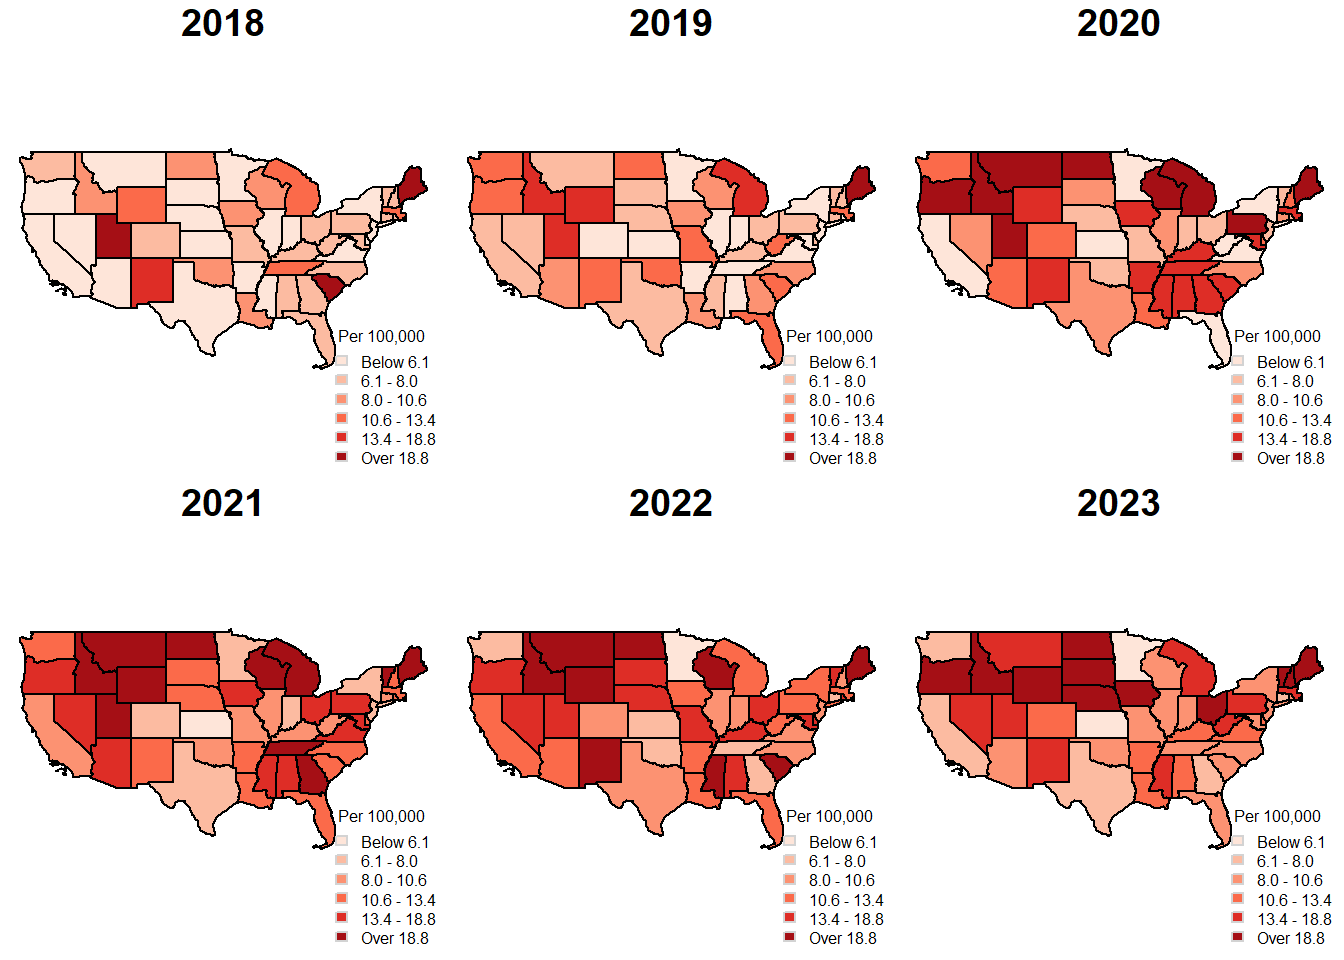 2018
Per 100,000
Below 6.1
6.1 - 8.0
8.0 - 10.6
10.6 - 13.4
13.4 - 18.8
Over 18.8
2019
Per 100,000
Below 6.1
6.1 - 8.0
8.0 - 10.6
10.6 - 13.4
13.4 - 18.8
Over 18.8
2020
Per 100,000
Below 6.1
6.1 - 8.0
8.0 - 10.6
10.6 - 13.4
13.4 - 18.8
Over 18.8
2021
Per 100,000
Below 6.1
6.1 - 8.0
8.0 - 10.6
10.6 - 13.4
13.4 - 18.8
Over 18.8
2022
Per 100,000
Below 6.1
6.1 - 8.0
8.0 - 10.6
10.6 - 13.4
13.4 - 18.8
Over 18.8
2023
Per 100,000
Below 6.1
6.1 - 8.0
8.0 - 10.6
10.6 - 13.4
13.4 - 18.8
Over 18.8